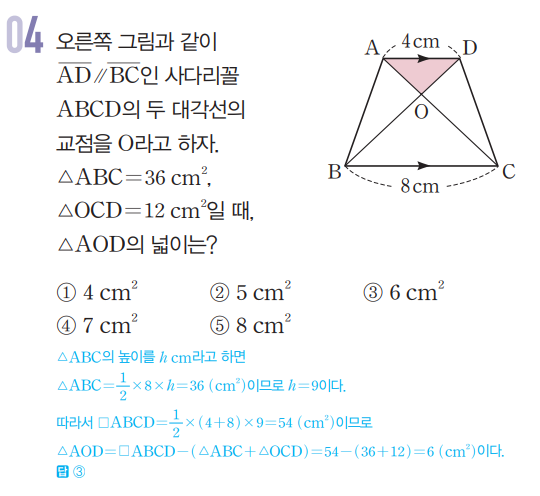 04 오른쪽 그림과 같이
AD∥BC인 사다리꼴
ABCD의 두 대각선의
교점을 O라고 하자.
△ABC=36 cm²,
△OCD=12 cm²일 때,
△AOD의 넓이는?
A 4cm D
O
B 8cm C
① 4 cm² ② 5 cm² ③ 6 cm²
④ 7 cm² ⑤ 8 cm²
△ABC의 높이를 h cm라고 하면
△ABC=1/2×8×h=36 (cm²)이므로 h=9이다.
따라서 □ABCD=1/2×(4+8)×9=54 (cm²)이므로
△AOD=□ABCD-(△ABC+△OCD)=54-(36+12)=6 (cm²)이다.
답 ③